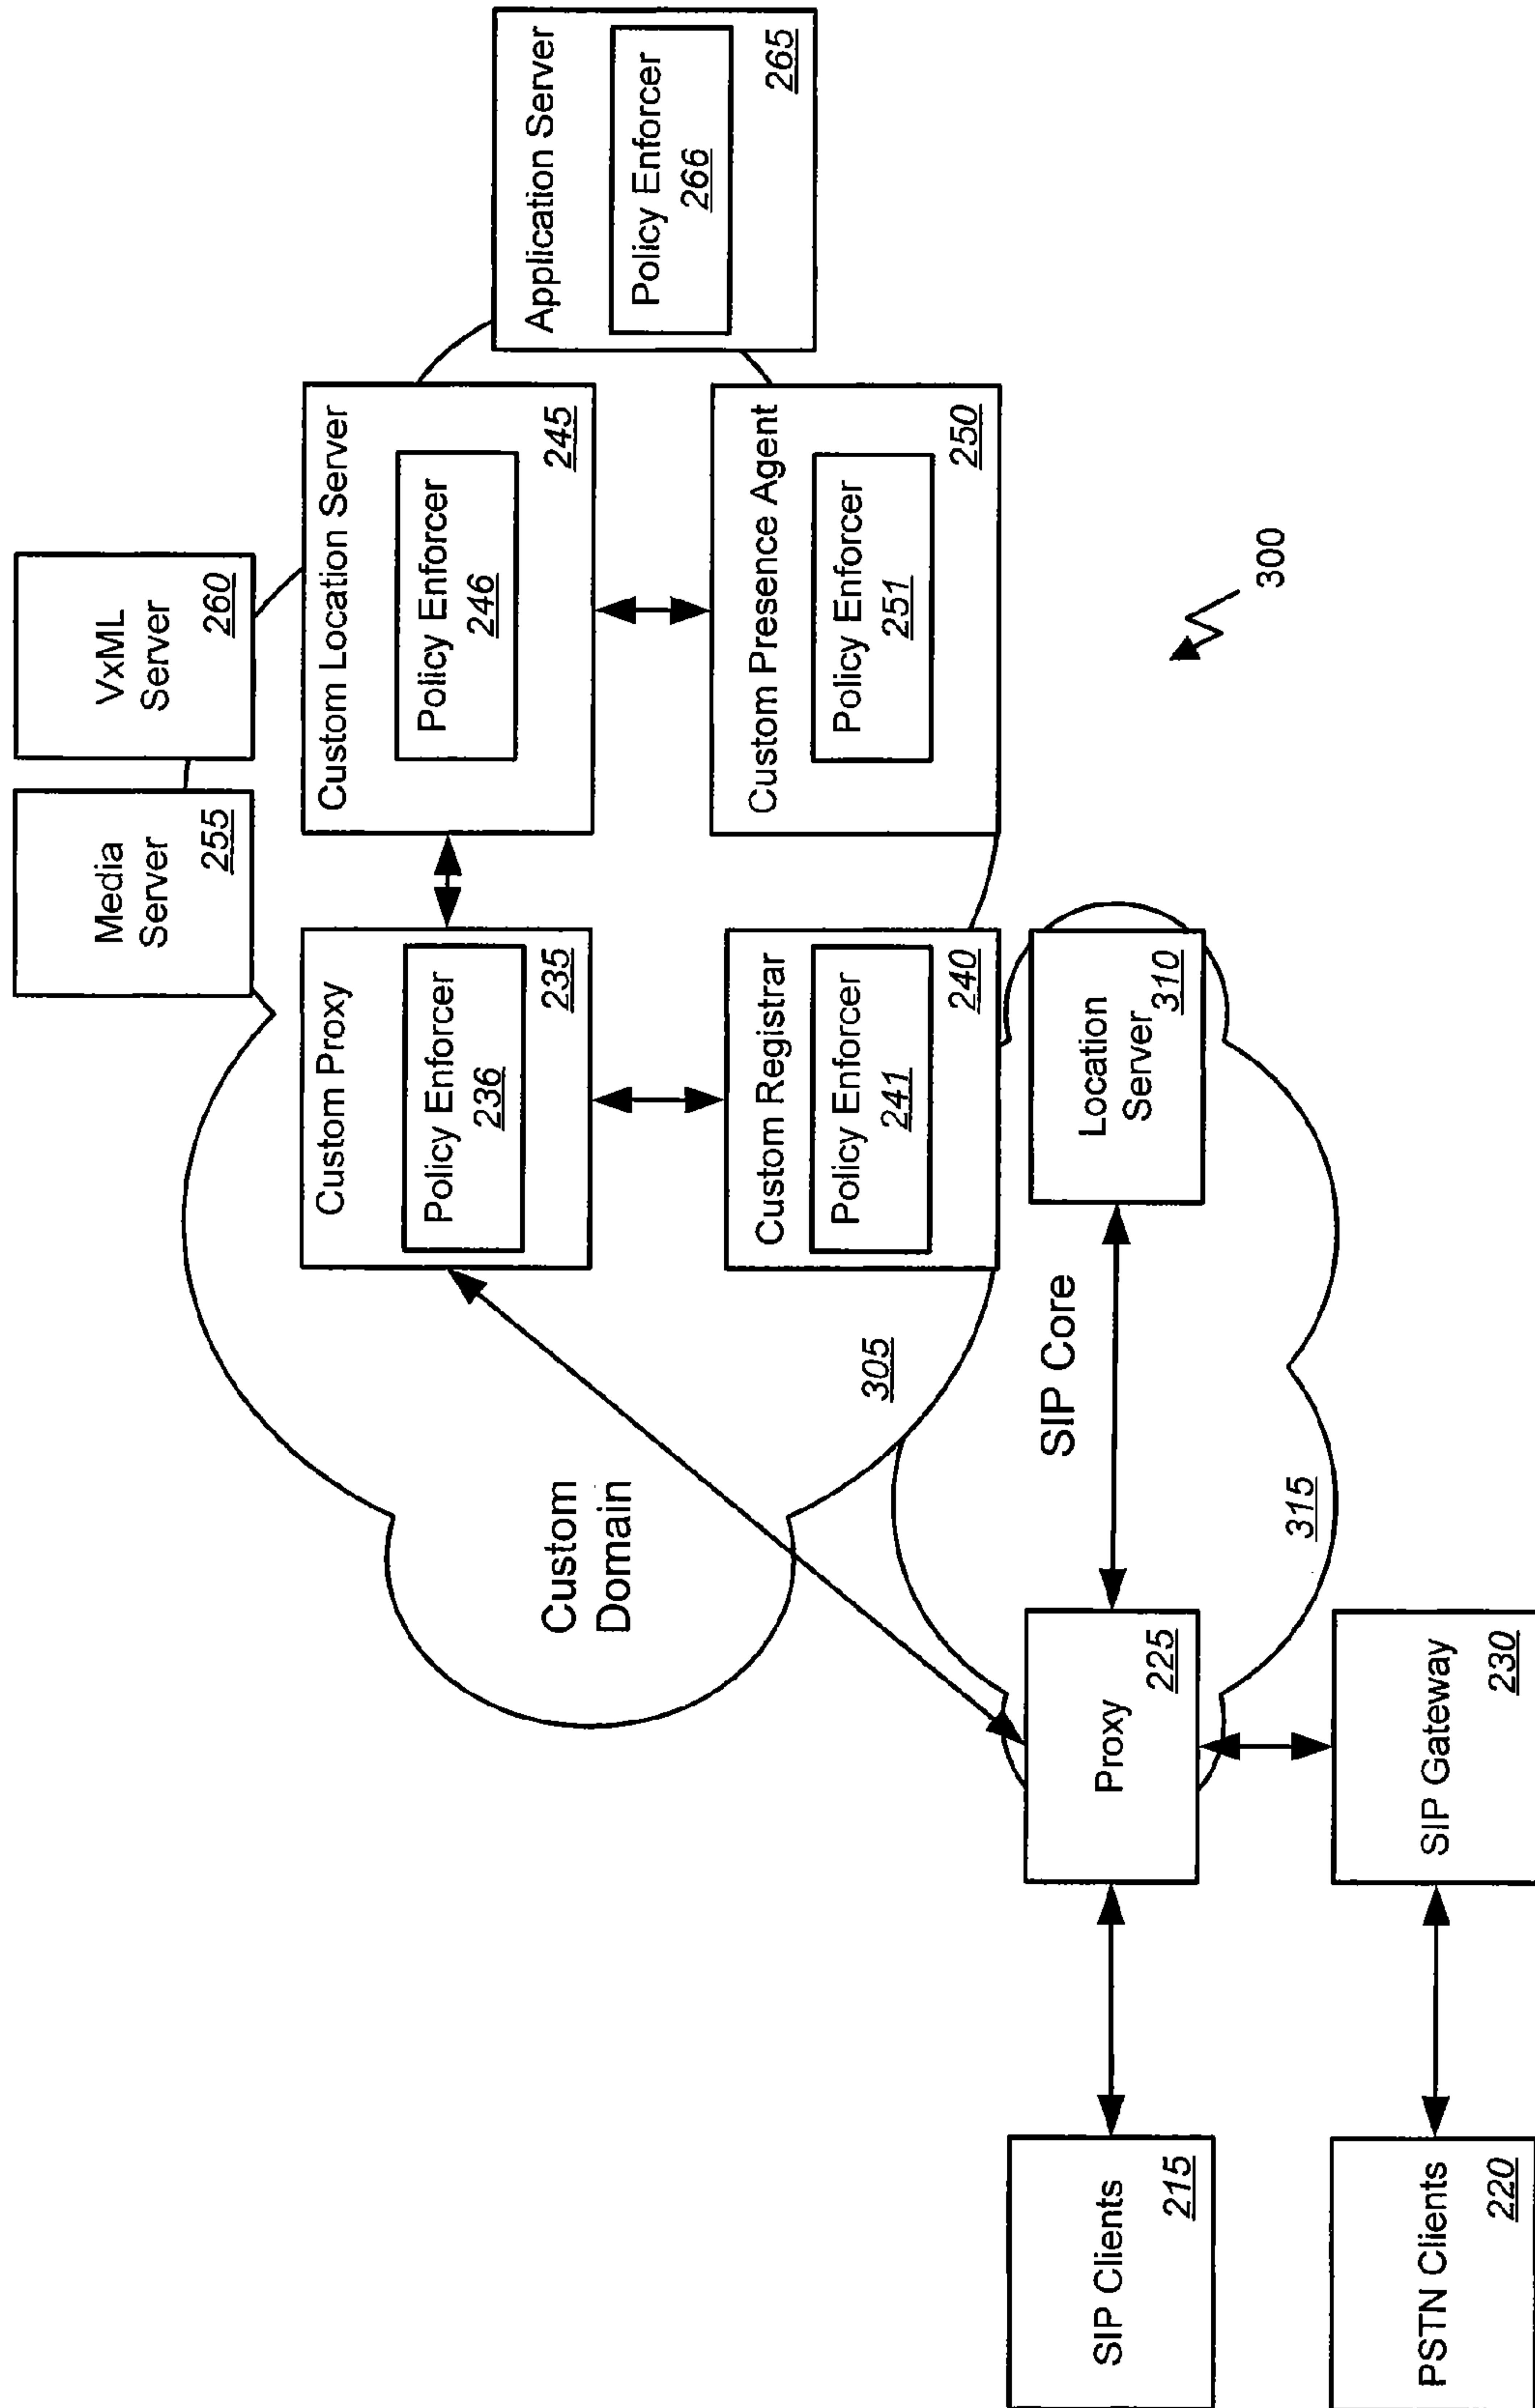 Media
Server
255
VxML
Server
260
Custom Proxy
Policy Enforcer
236
235
Custom Location Server
Policy Enforcer
246
245
Application Server
Policy Enforcer
266
265
Custom
Domain
305
Custom Registrar
Policy Enforcer
241
240
Custom Presence Agent
Policy Enforcer
251
250
SIP Clients
215
Proxy
225
SIP Core
Location
Server
310
315
PSTN Clients
220
SIP Gateway
230
300